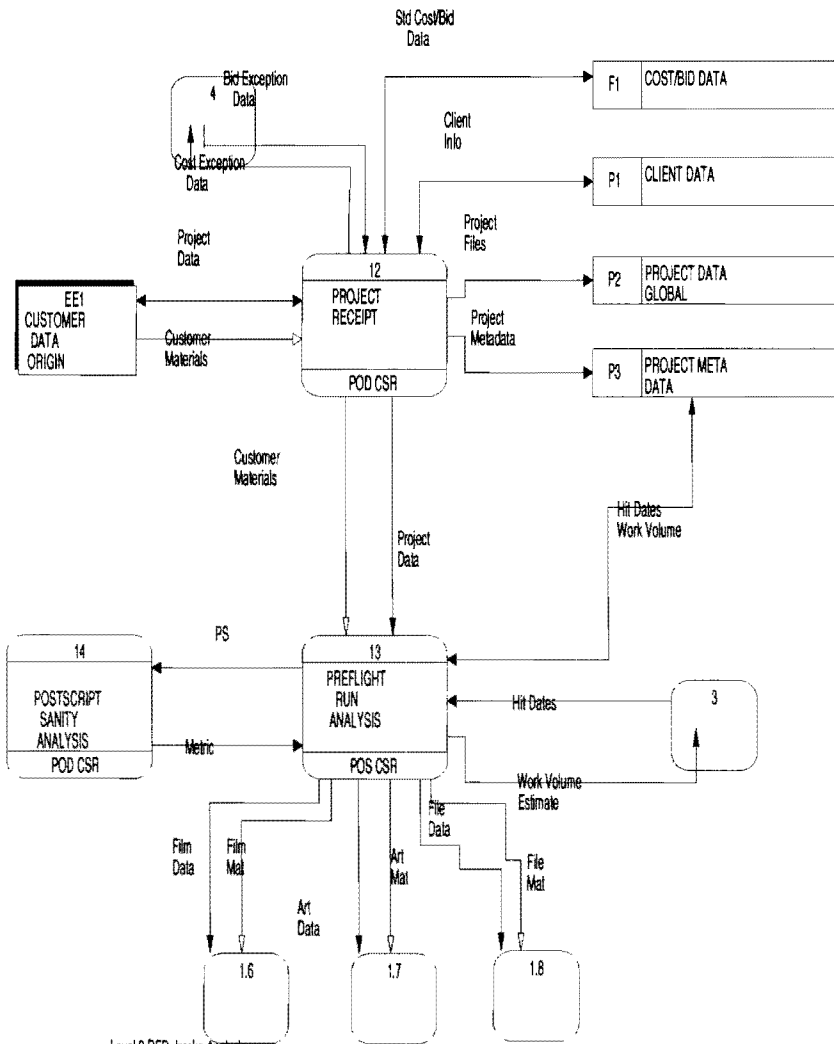 Std Cost/Bid
Data
F1 COST/BID DATA
4
Bid Exception
Data
Client
Info
Cost Exception
Data
P1 CLIENT DATA
Project
Data
Project
Files
12
PROJECT
RECEIPT
POD CSR
P2 PROJECT DATA
GLOBAL
EE1
CUSTOMER
DATA
ORIGIN
Customer
Materials
Project
Metadata
P3 PROJECT META
DATA
Customer
Materials
Project
Data
Hit Dates
Work Volume
PS
14
POSTSCRIPT
SANITY
ANALYSIS
POD CSR
13
PREFLIGHT
RUN
ANALYSIS
POS CSR
Hit Dates
3
Metric
Work Volume
Estimate
Film
Data
Film
Mat
Art
Data
Art
Mat
File
Data
File
Mat
1.6
1.7
1.8